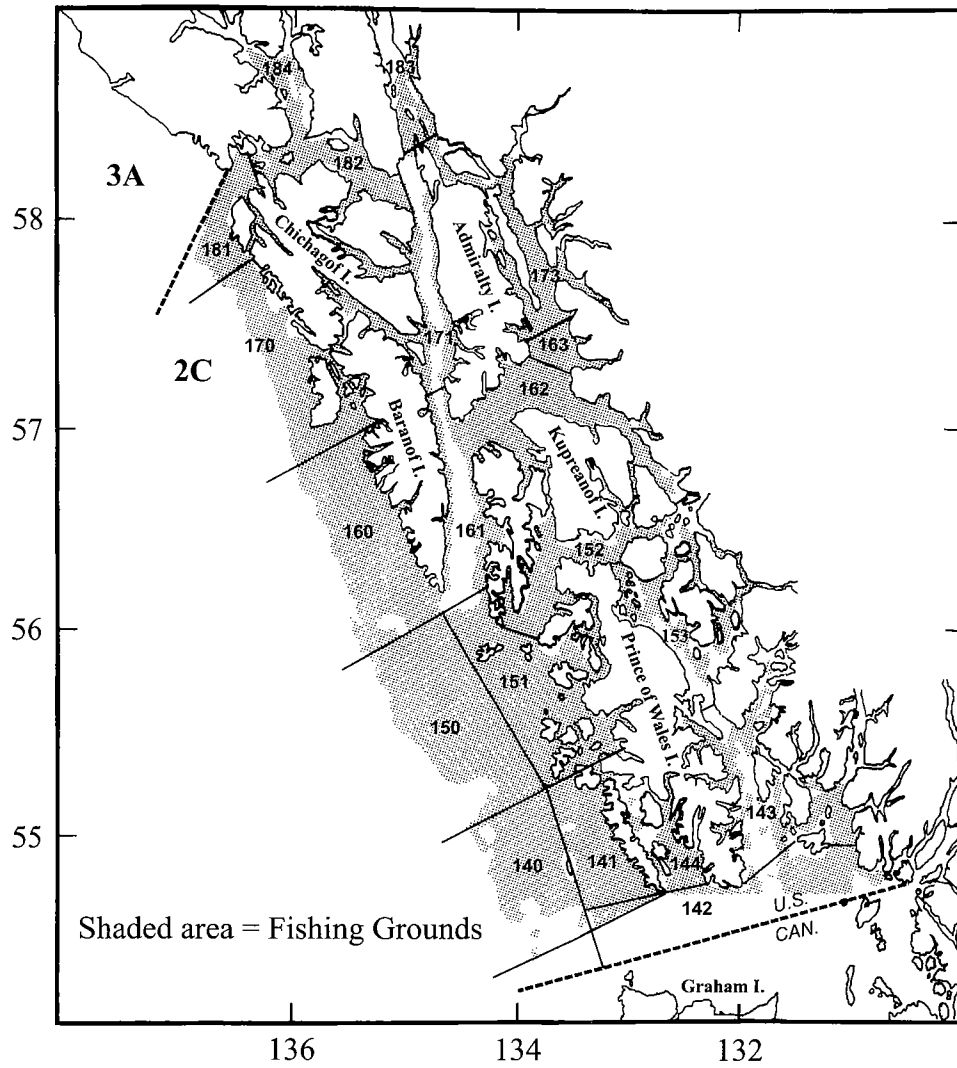 184
183
3A
182
58
Chichagof I.
Admiralty I.
181
173
170
171
163
2C
162
57
Baranof I.
Kupreanof I.
160
161
152
56
153
151
Prince of Wales I.
150
55
143
140
141
144
142
U.S.
CAN.
Shaded area = Fishing Grounds
Graham I.
136
134
132